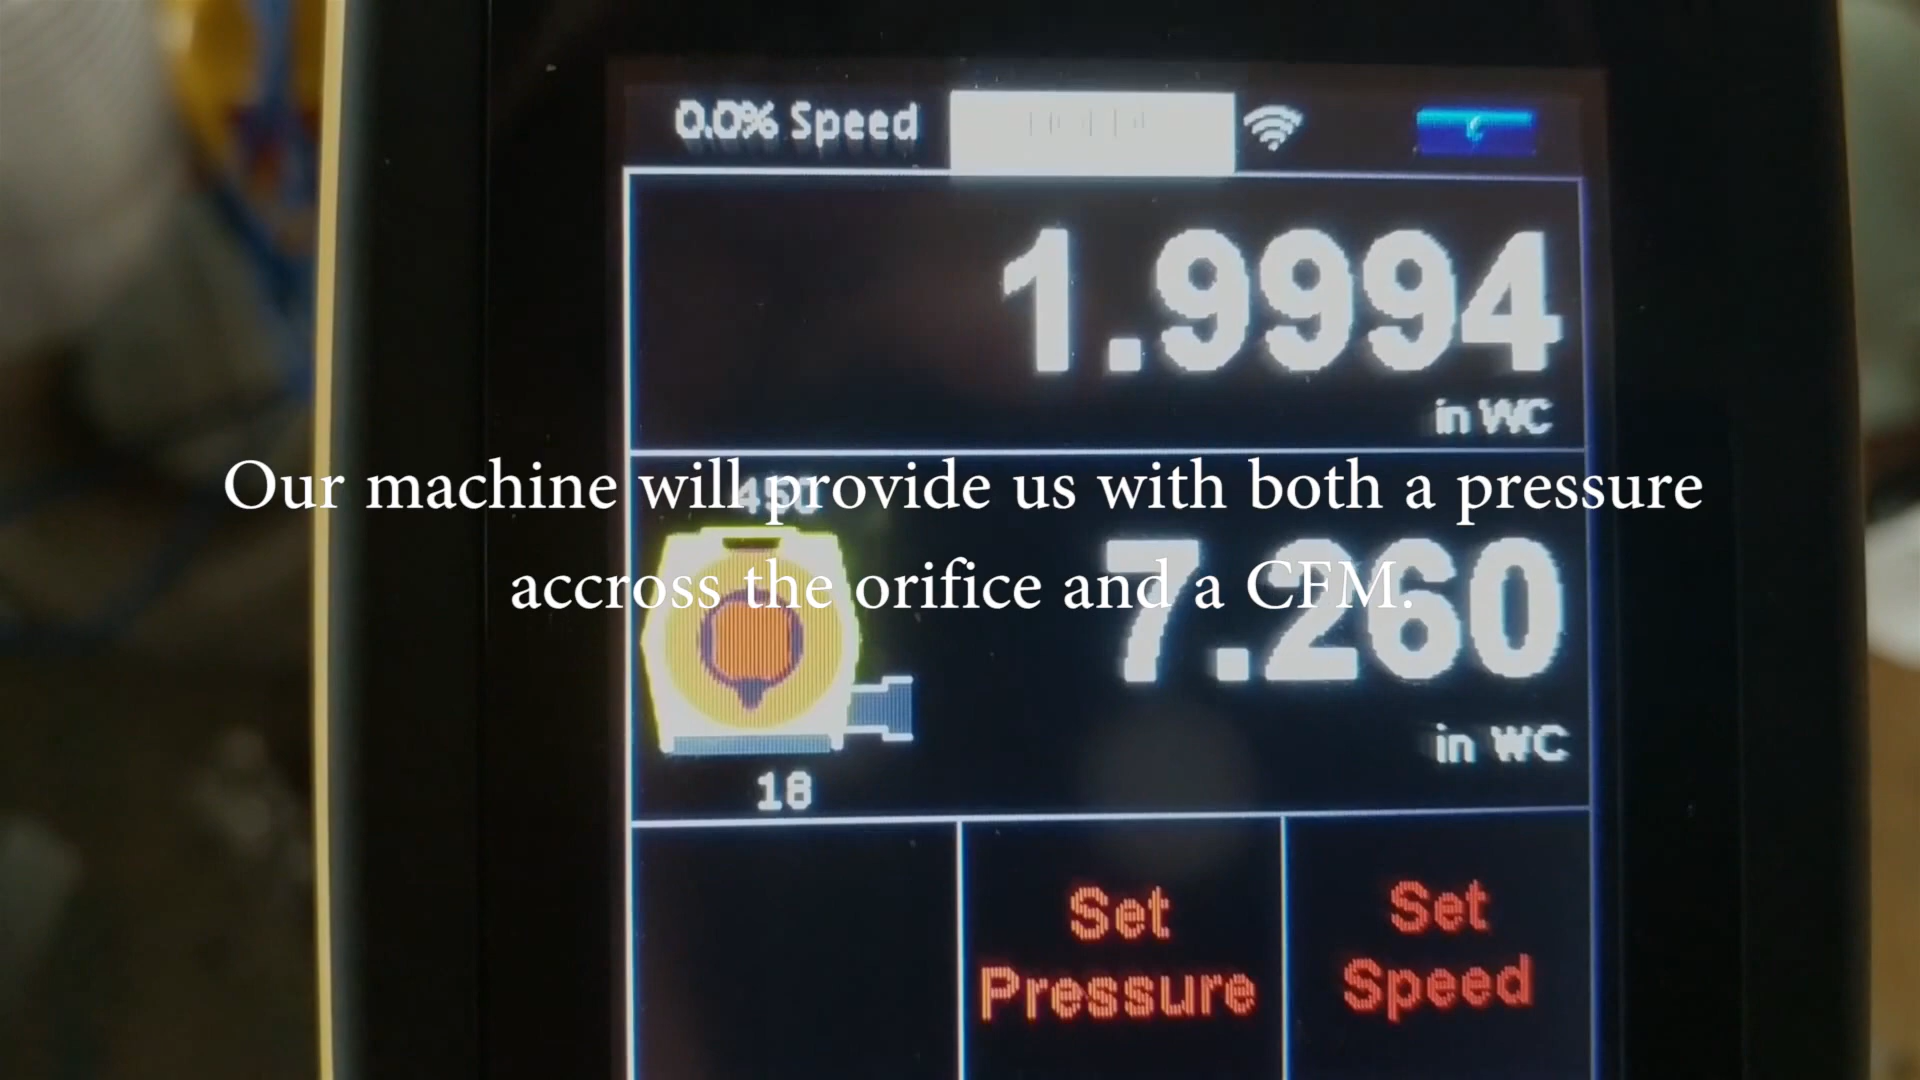 0.0% Speed
1.9994
in WC
Our machine will provide us with both a pressure
accross the orifice and a CFM.
7.260
in WC
18
Set Pressure
Set Speed